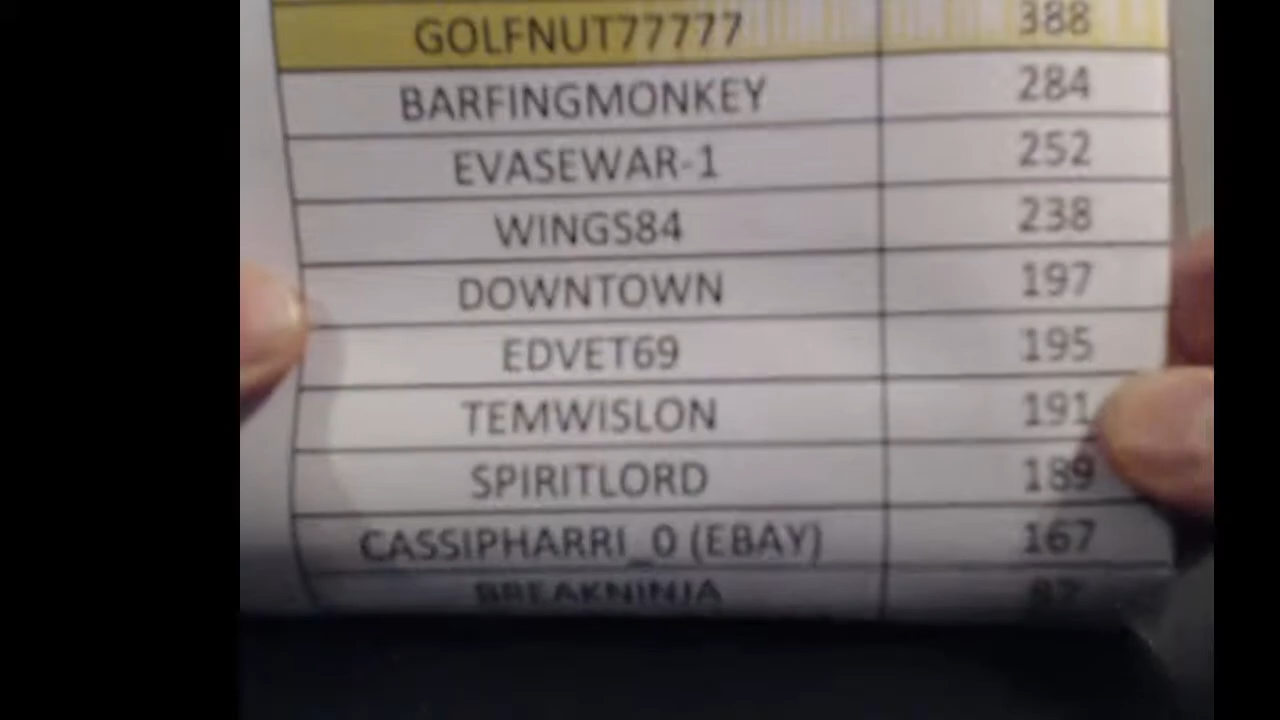 GOLFNUT77777 388
BARFINGMONKEY 284
EVASEWAR-1 252
WINGS84 238
DOWNTOWN 197
EDVET69 195
TEMWISLON 191
SPIRITLORD 189
CASSIPHARRI_0 (EBAY) 167
BREAKNINJA